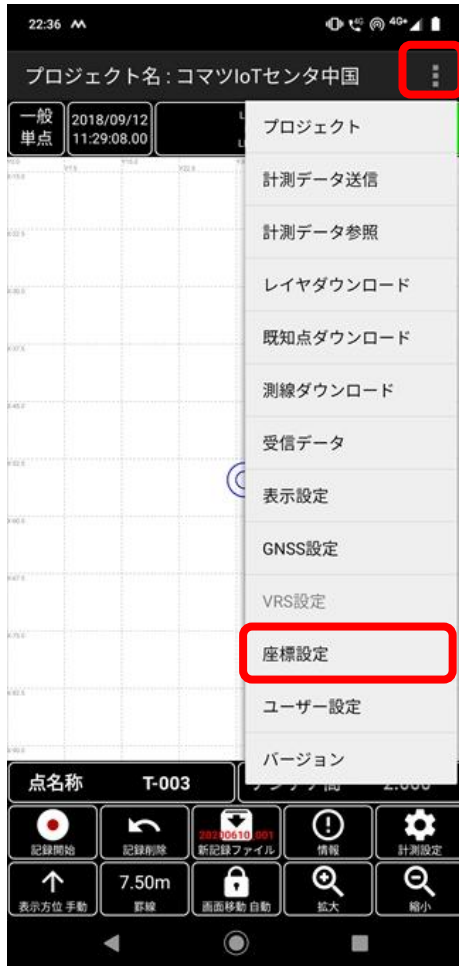 22:36
4G+
プロジェクト名 : コマツIoTセンタ中国
一般
単点
2018/09/12
11:29:08.00
プロジェクト
計測データ送信
計測データ参照
レイヤダウンロード
既知点ダウンロード
測線ダウンロード
受信データ
表示設定
GNSS設定
VRS設定
座標設定
ユーザー設定
バージョン
点名称 T-003
2.000
20200610_001
記録開始 記録削除 新記録ファイル 情報 計測設定
7.50m
表示方位 手動 罫線 画面移動 自動 拡大 縮小